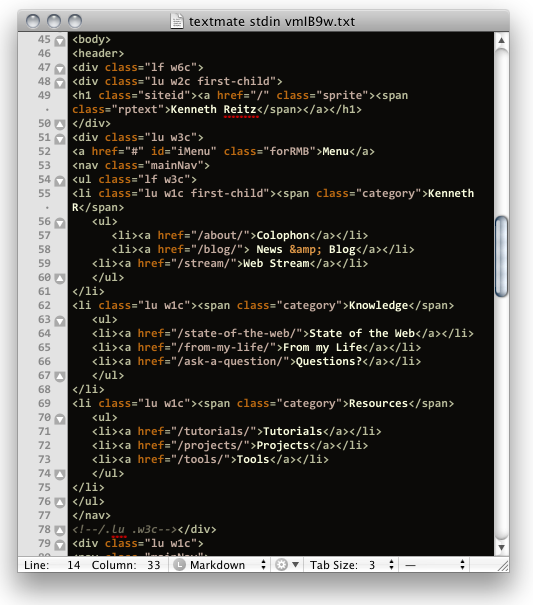 textmate stdin vmIB9w.txt
45 <body>
46 <header>
47 <div class="lf w6c">
48 <div class="lu w2c first-child">
49 <h1 class="siteid"><a href="/" class="sprite"><span
class="rptext">Kenneth Reitz</span></a></h1>
50 </div>
51 <div class="lu w3c">
52 <a href="#" id="iMenu" class="forRMB">Menu</a>
53 <nav class="mainNav">
54 <ul class="lf w3c">
55 <li class="lu w1c first-child"><span class="category">Kenneth
R</span>
56 <ul>
57 <li><a href="/about/">Colophon</a></li>
58 <li><a href="/blog/"> News &amp; Blog</a></li>
59 <li><a href="/stream/">Web Stream</a></li>
60 </ul>
61 </li>
62 <li class="lu w1c"><span class="category">Knowledge</span>
63 <ul>
64 <li><a href="/state-of-the-web/">State of the Web</a></li>
65 <li><a href="/from-my-life/">From my Life</a></li>
66 <li><a href="/ask-a-question/">Questions?</a></li>
67 </ul>
68 </li>
69 <li class="lu w1c"><span class="category">Resources</span>
70 <ul>
71 <li><a href="/tutorials/">Tutorials</a></li>
72 <li><a href="/projects/">Projects</a></li>
73 <li><a href="/tools/">Tools</a></li>
74 </ul>
75 </li>
76 </ul>
77 </nav>
78 <!--/.lu .w3c--></div>
79 <div class="lu w1c">
80 <nav class="mainNav">
Line: 14 Column: 33 L Markdown Tab Size: 3 —